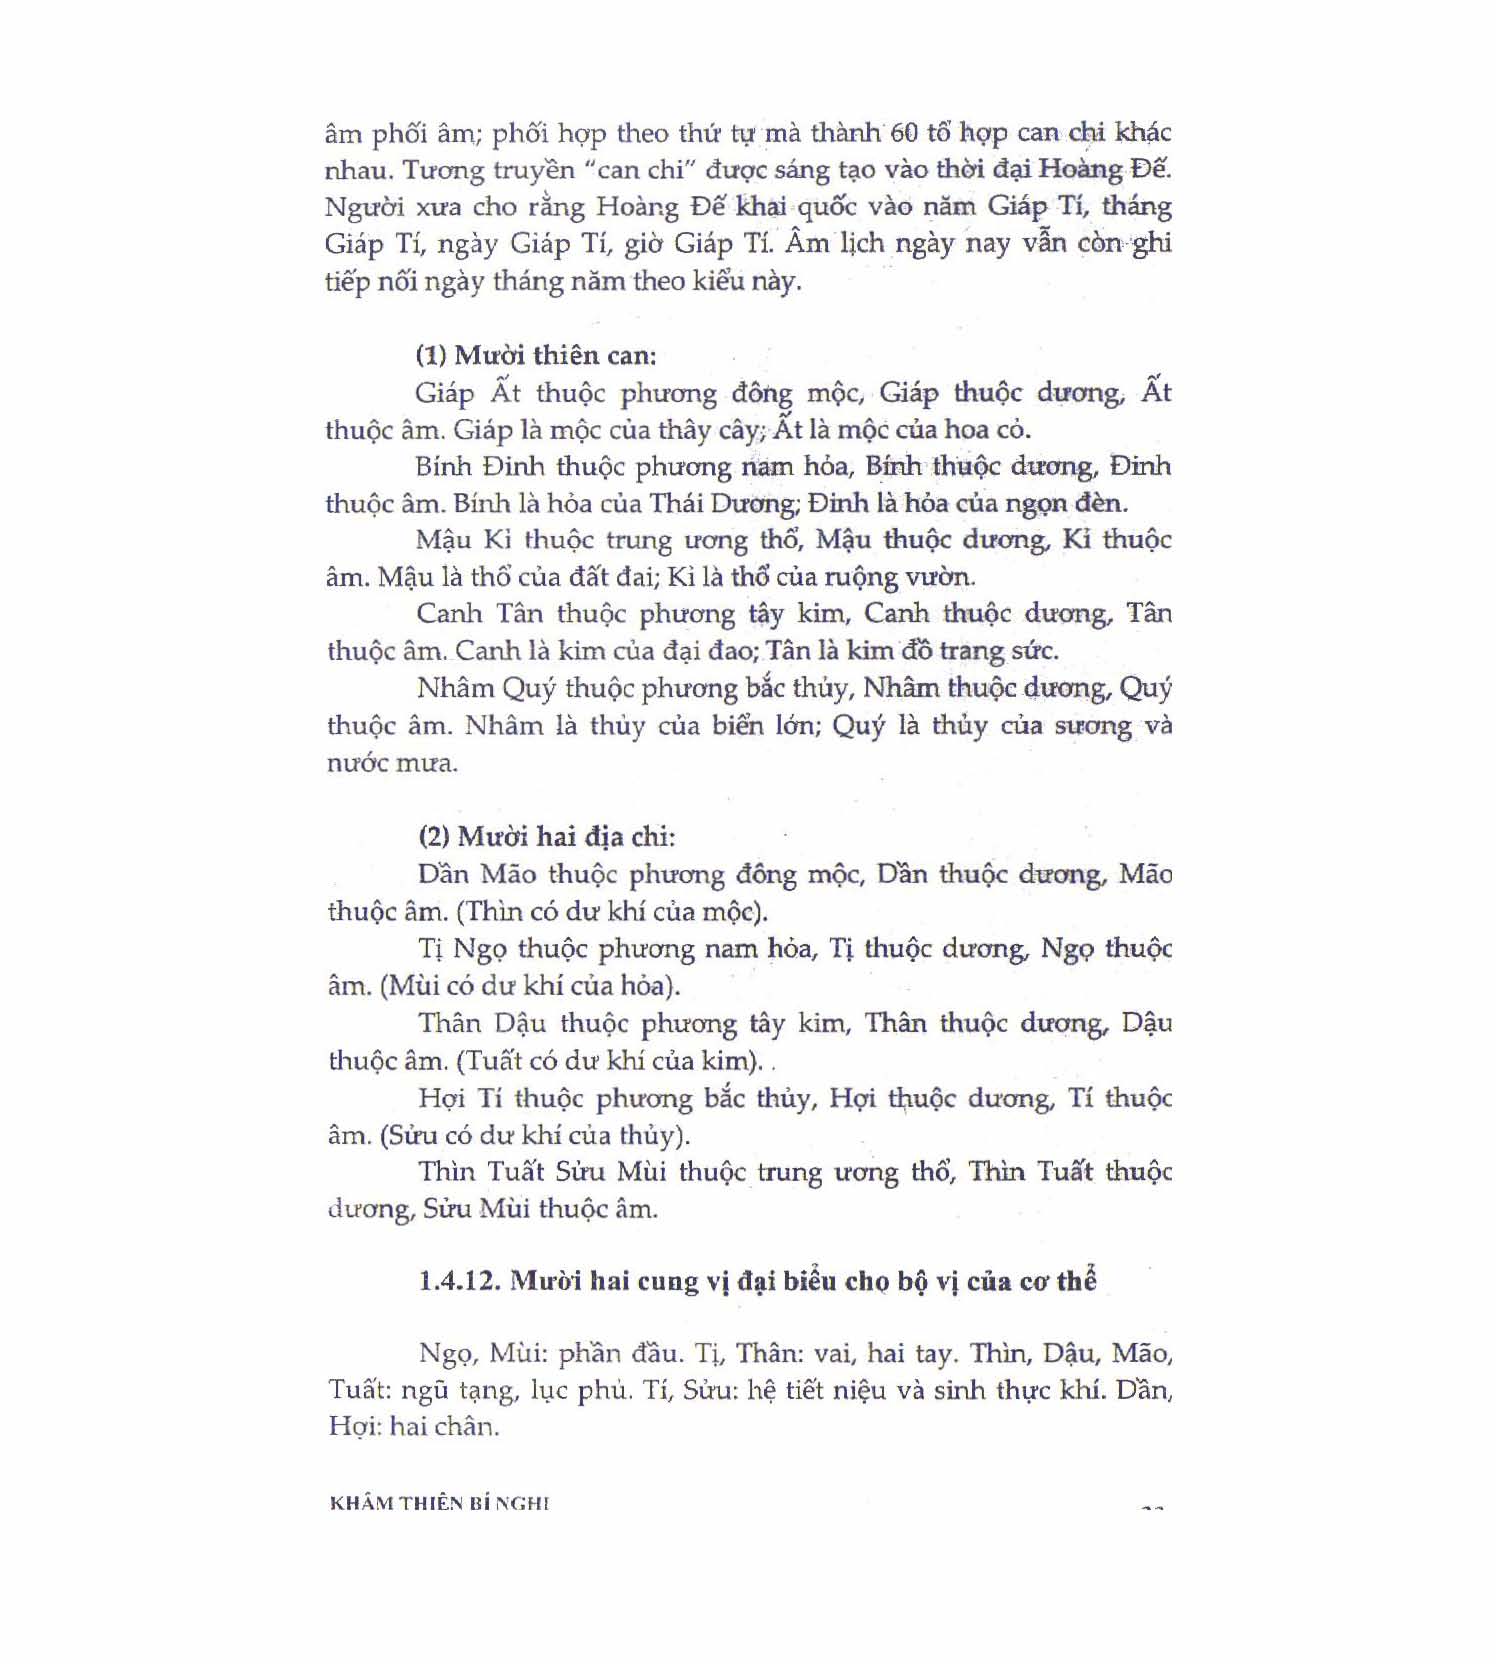 âm phối âm; phối hợp theo thứ tự mà thành 60 tổ hợp can chi khác
nhau. Tương truyền "can chi" được sáng tạo vào thời đại Hoàng Đế.
Người xưa cho rằng Hoàng Đế khai quốc vào năm Giáp Tí, tháng
Giáp Tí, ngày Giáp Tí, giờ Giáp Tí. Âm lịch ngày nay vẫn còn ghi
tiếp nối ngày tháng năm theo kiểu này.
(1) Mười thiên can:
Giáp Ất thuộc phương đông mộc, Giáp thuộc dương, Ất
thuộc âm. Giáp là mộc của thây cây; Ất là mộc của hoa cỏ.
Bính Đinh thuộc phương nam hỏa, Bính thuộc dương, Đinh
thuộc âm. Bính là hỏa của Thái Dương; Đinh là hỏa của ngọn đèn.
Mậu Kỉ thuộc trung ương thổ, Mậu thuộc dương, Kỉ thuộc
âm. Mậu là thổ của đất đai; Kỉ là thổ của ruộng vườn.
Canh Tân thuộc phương tây kim, Canh thuộc dương, Tân
thuộc âm. Canh là kim của đại đao; Tân là kim đồ trang sức.
Nhâm Quý thuộc phương bắc thủy, Nhâm thuộc dương, Quý
thuộc âm. Nhâm là thủy của biển lớn; Quý là thủy của sương và
nước mưa.
(2) Mười hai địa chi:
Dần Mão thuộc phương đông mộc, Dần thuộc dương, Mão
thuộc âm. (Thìn có dư khí của mộc).
Tị Ngọ thuộc phương nam hỏa, Tị thuộc dương, Ngọ thuộc
âm. (Mùi có dư khí của hỏa).
Thân Dậu thuộc phương tây kim, Thân thuộc dương, Dậu
thuộc âm. (Tuất có dư khí của kim).
Hợi Tí thuộc phương bắc thủy, Hợi thuộc dương, Tí thuộc
âm. (Sửu có dư khí của thủy).
Thìn Tuất Sửu Mùi thuộc trung ương thổ, Thìn Tuất thuộc
dương, Sửu Mùi thuộc âm.
1.4.12. Mười hai cung vị đại biểu cho bộ vị của cơ thể
Ngọ, Mùi: phần đầu. Tị, Thân: vai, hai tay. Thìn, Dậu, Mão,
Tuất: ngũ tạng, lục phủ. Tí, Sửu: hệ tiết niệu và sinh thực khí. Dần,
Hợi: hai chân.
KHÂM THIÊN BÍ NGHI